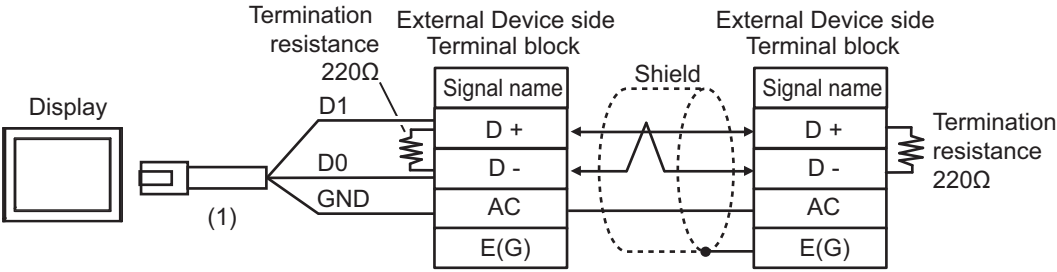 Termination
resistance
220Ω
External Device side
Terminal block
External Device side
Terminal block
Display
D1
D0
GND
(1)
Signal name
D +
D -
AC
E(G)
Shield
Signal name
D +
D -
AC
E(G)
Termination
resistance
220Ω